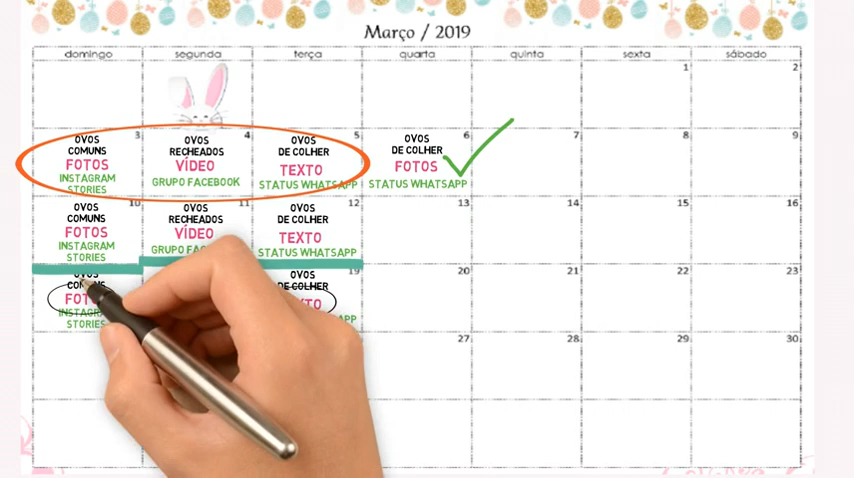 Março / 2019
domingo segunda terça quarta quinta sexta sábado
1 2
3 4 5 6 7 8 9
OVOS OVOS OVOS OVOS
COMUNS RECHEADOS DE COLHER DE COLHER
FOTOS VÍDEO TEXTO FOTOS
INSTAGRAM GRUPO FACEBOOK STATUS WHATSAPP STATUS WHATSAPP
STORIES
10 11 12 13 14 15 16
OVOS OVOS OVOS
COMUNS RECHEADOS DE COLHER
FOTOS VÍDEO TEXTO
INSTAGRAM GRUPO STATUS WHATSAPP
STORIES
19 20 21 22 23
OVOS OVOS
DE COLHER
STORIES
27 28 29 30